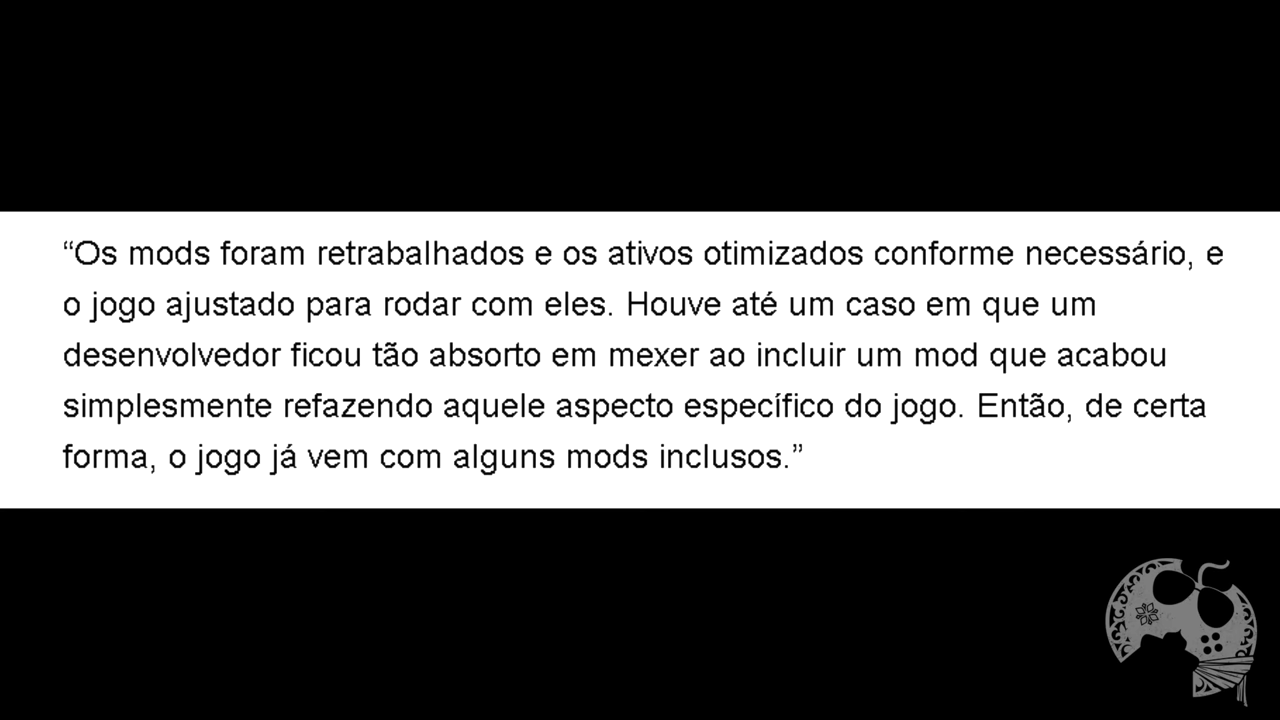 “Os mods foram retrabalhados e os ativos otimizados conforme necessário, e
o jogo ajustado para rodar com eles. Houve até um caso em que um
desenvolvedor ficou tão absorto em mexer ao incluir um mod que acabou
simplesmente refazendo aquele aspecto específico do jogo. Então, de certa
forma, o jogo já vem com alguns mods inclusos.”